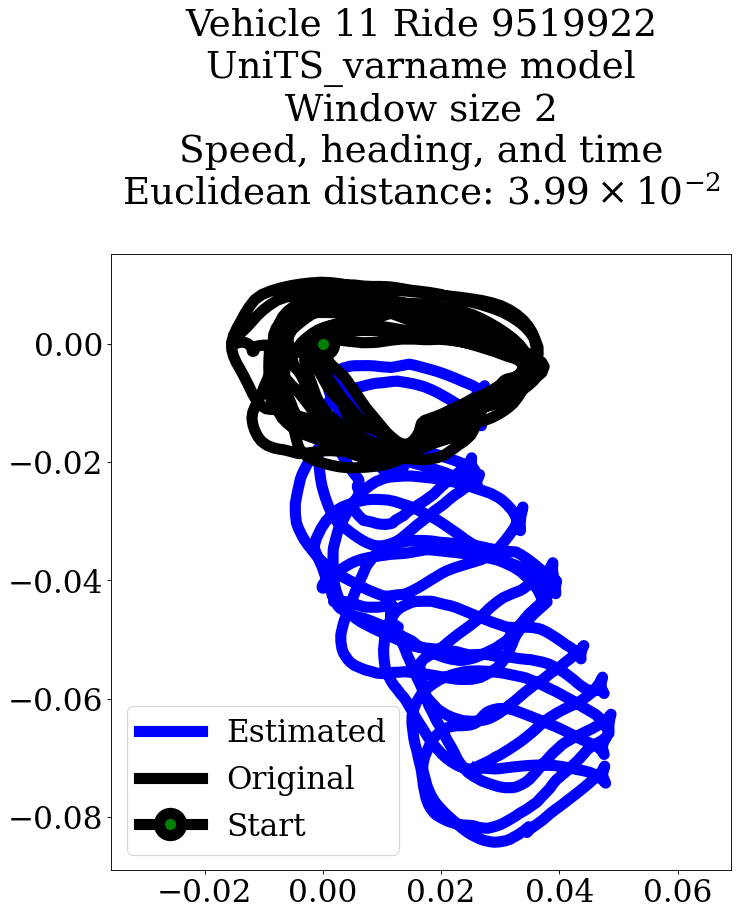 Vehicle 11 Ride 9519922
UniTS_varname model
Window size 2
Speed, heading, and time
Euclidean distance: 3.99 × 10⁻²
0.00
−0.02
−0.04
−0.06
−0.08
Estimated
Original
Start
−0.02 0.00 0.02 0.04 0.06